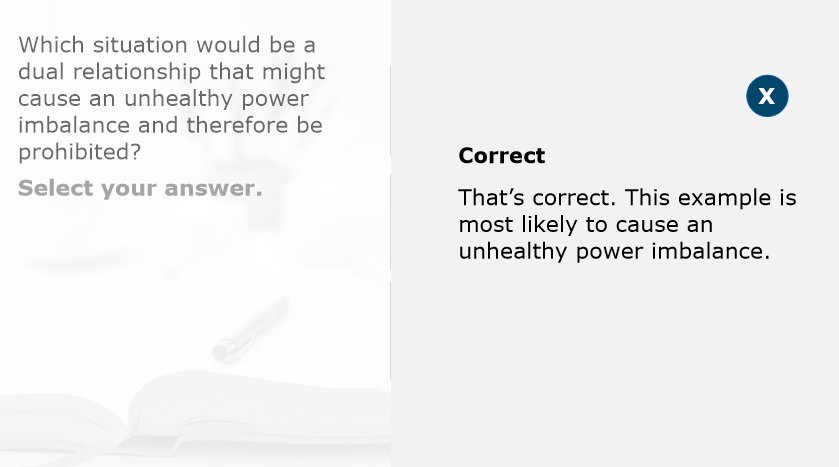 Which situation would be a
dual relationship that might
cause an unhealthy power
imbalance and therefore be
prohibited?
Select your answer.
X
Correct
That’s correct. This example is
most likely to cause an
unhealthy power imbalance.